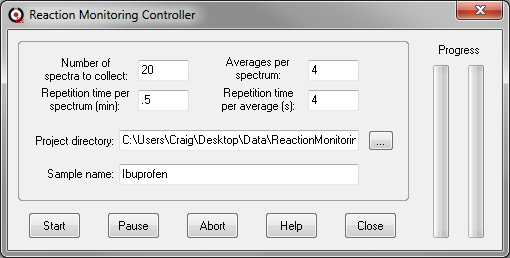 Reaction Monitoring Controller
Number of spectra to collect: 20
Averages per spectrum: 4
Repetition time per spectrum (min): .5
Repetition time per average (s): 4
Project directory: C:\Users\Craig\Desktop\Data\ReactionMonitorin ...
Sample name: Ibuprofen
Start Pause Abort Help Close
Progress